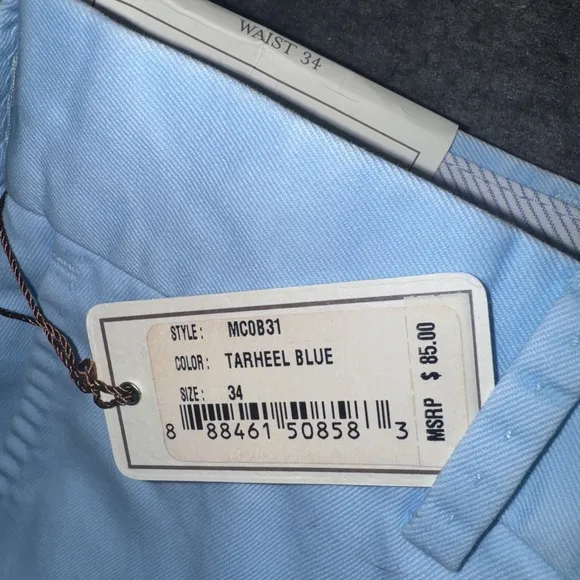 WAIST 34
STYLE: MC0B31
COLOR: TARHEEL BLUE
SIZE: 34
8 88461 50858 3
MSRP $ 85.00